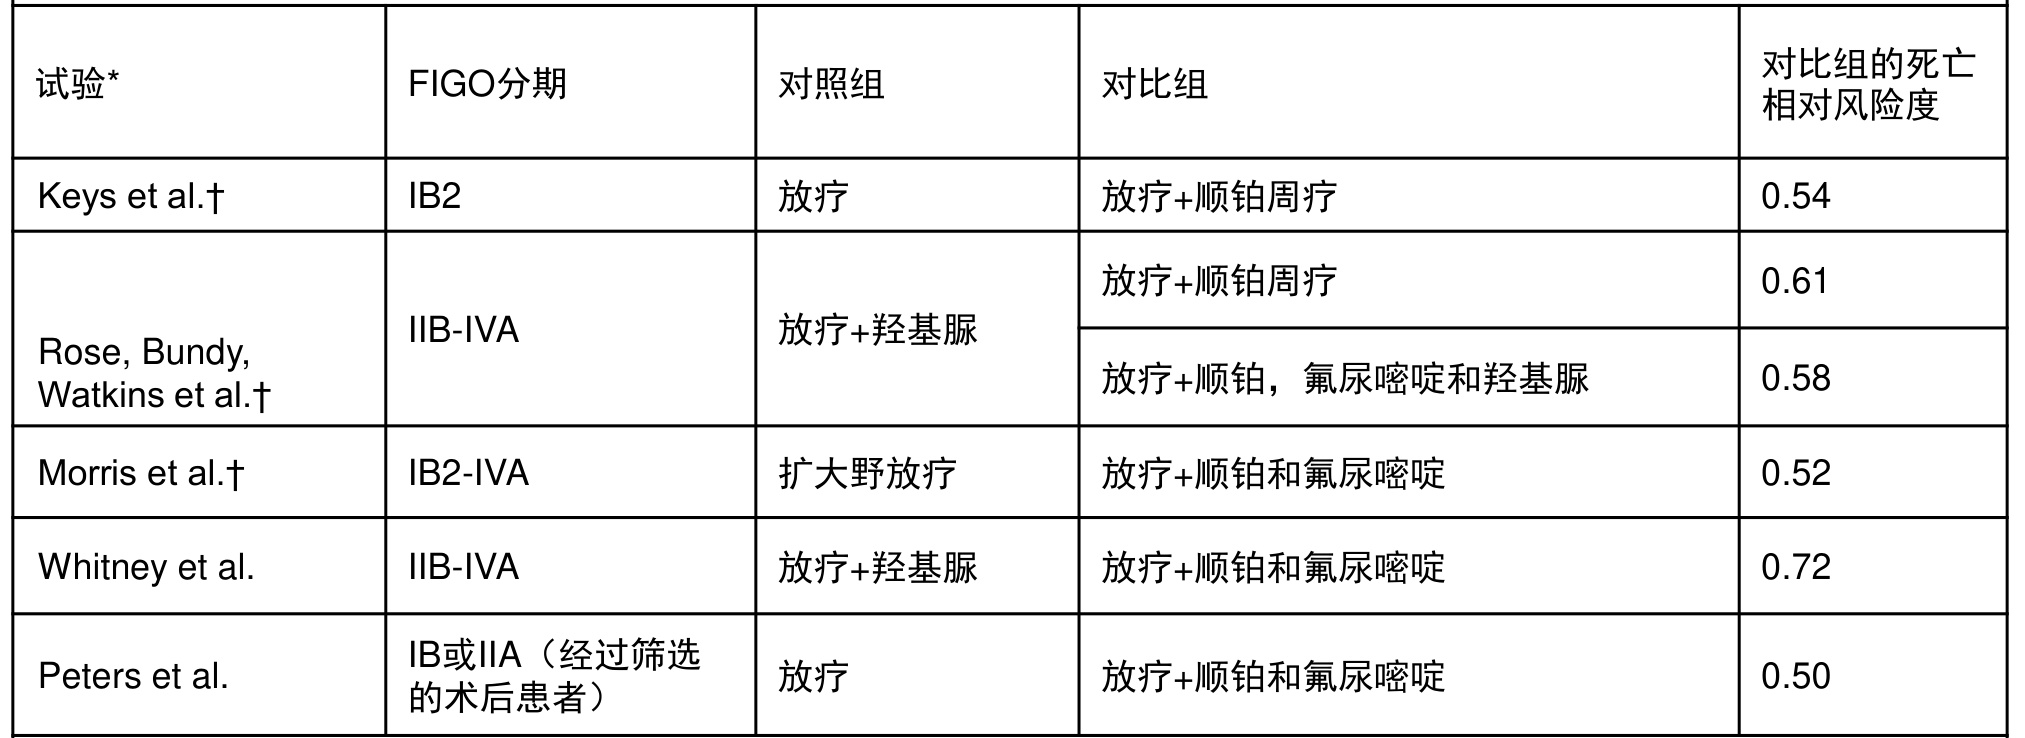 试验*
FIGO分期
对照组
对比组
对比组的死亡
相对风险度
Keys et al.†
IB2
放疗
放疗+顺铂周疗
0.54
Rose, Bundy,
Watkins et al.†
IIB-IVA
放疗+羟基脲
放疗+顺铂周疗
0.61
放疗+顺铂，氟尿嘧啶和羟基脲
0.58
Morris et al.†
IB2-IVA
扩大野放疗
放疗+顺铂和氟尿嘧啶
0.52
Whitney et al.
IIB-IVA
放疗+羟基脲
放疗+顺铂和氟尿嘧啶
0.72
Peters et al.
IB或IIA（经过筛选
的术后患者）
放疗
放疗+顺铂和氟尿嘧啶
0.50